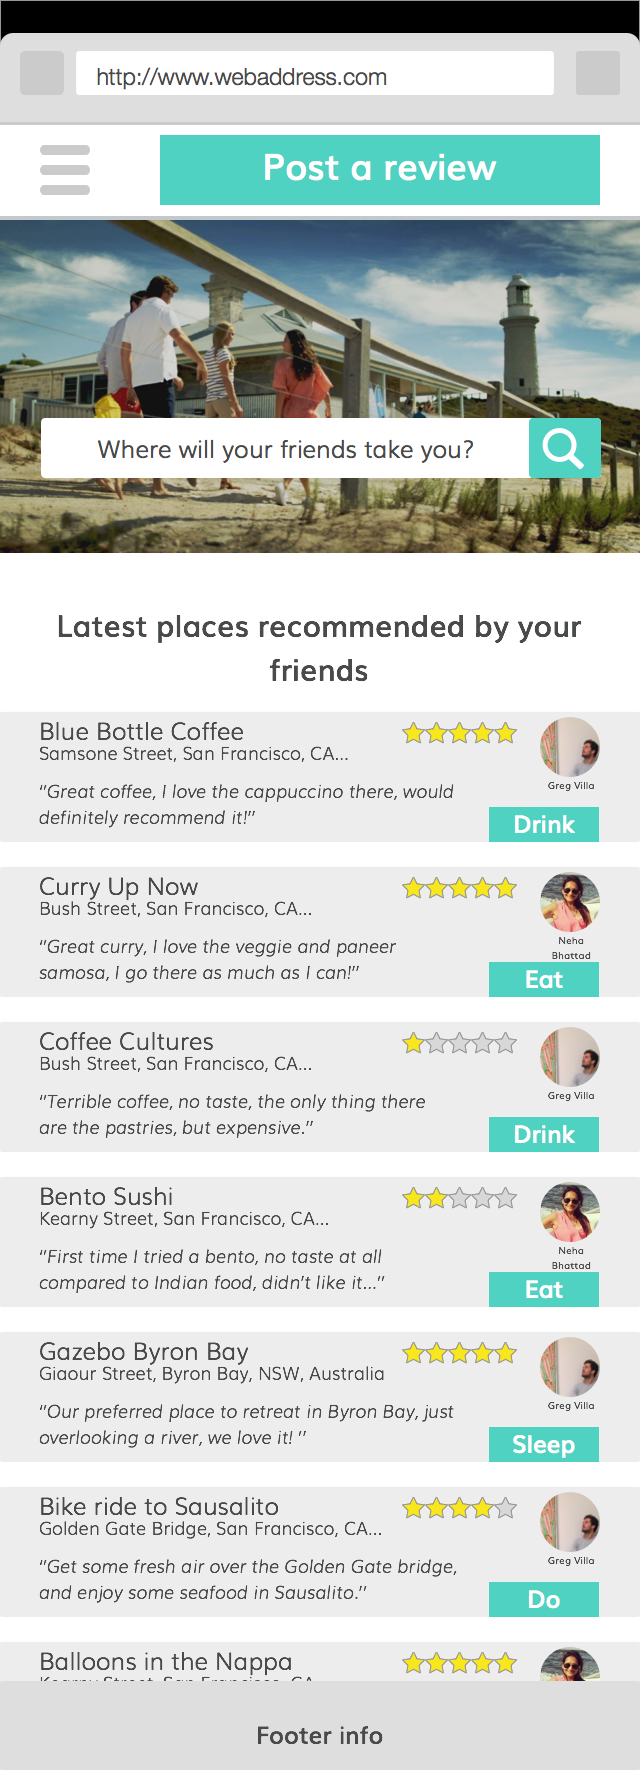 http://www.webaddress.com
Post a review
Where will your friends take you?
Latest places recommended by your
friends
Blue Bottle Coffee
Samsone Street, San Francisco, CA...
"Great coffee, I love the cappuccino there, would
definitely recommend it!"
Greg Villa
Drink
Curry Up Now
Bush Street, San Francisco, CA...
"Great curry, I love the veggie and paneer
samosa, I go there as much as I can!"
Neha
Bhattad
Eat
Coffee Cultures
Bush Street, San Francisco, CA...
"Terrible coffee, no taste, the only thing there
are the pastries, but expensive."
Greg Villa
Drink
Bento Sushi
Kearny Street, San Francisco, CA...
"First time I tried a bento, no taste at all
compared to Indian food, didn't like it..."
Neha
Bhattad
Eat
Gazebo Byron Bay
Giaour Street, Byron Bay, NSW, Australia
"Our preferred place to retreat in Byron Bay, just
overlooking a river, we love it! "
Greg Villa
Sleep
Bike ride to Sausalito
Golden Gate Bridge, San Francisco, CA...
"Get some fresh air over the Golden Gate bridge,
and enjoy some seafood in Sausalito."
Greg Villa
Do
Balloons in the Nappa
Kearny Street, San Francisco, CA...
Footer info